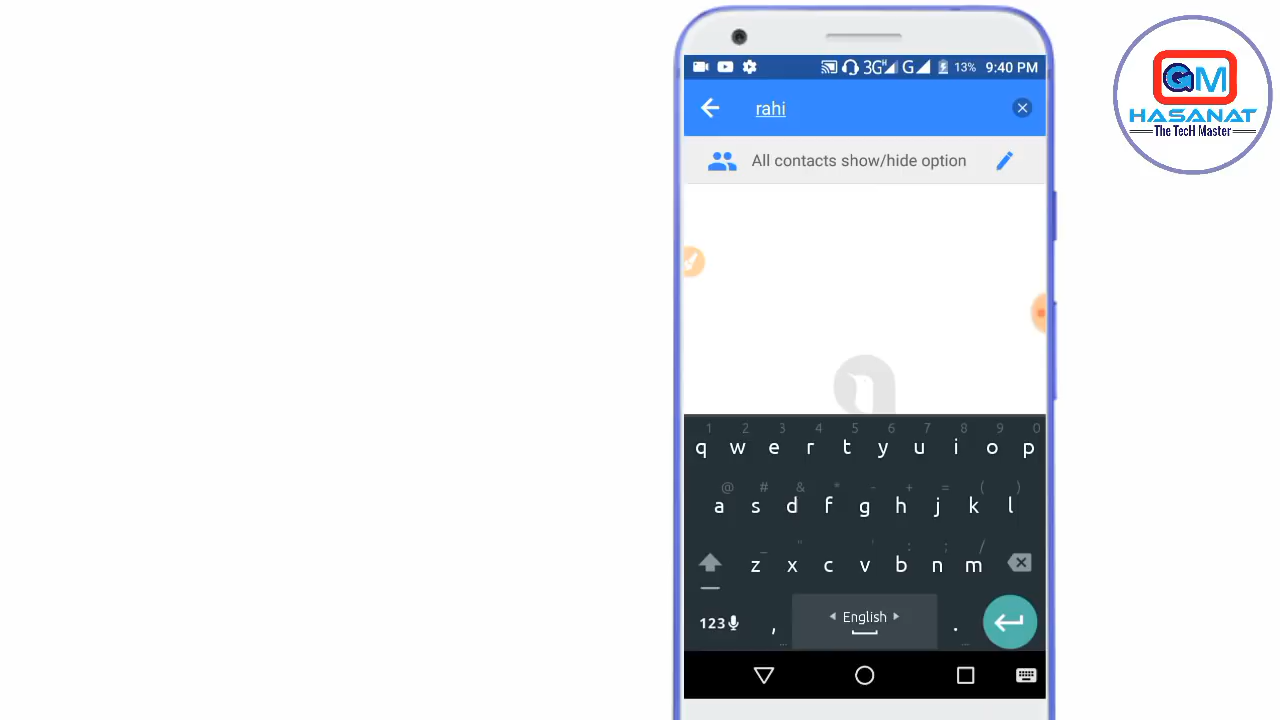 3G H G 13% 9:40 PM
rahi
All contacts show/hide option
1 2 3 4 5 6 7 8 9 0
q w e r t y u i o p
@ # & * - + = ( )
a s d f g h j k l
_ " ' : ; /
z x c v b n m
123 , English .
GM
HASANAT
The TecH Master